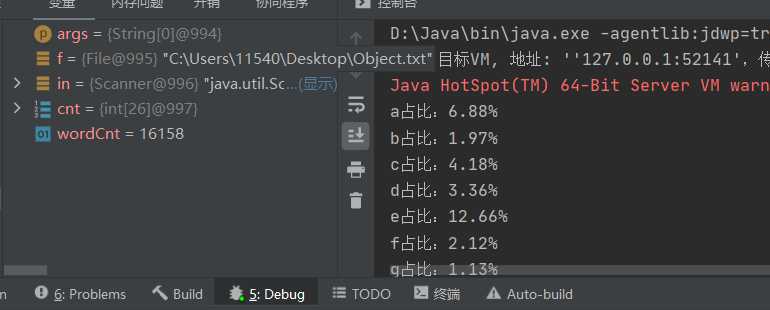 变量
内存问题
开销
协同程序
控制台
args = {String[0]@994}
f = {File@995} "C:\Users\11540\Desktop\Object.txt"
in = {Scanner@996} "java.util.Sc...(显示)
cnt = {int[26]@997}
wordCnt = 16158
D:\Java\bin\java.exe -agentlib:jdwp=tr
目标VM, 地址: ''127.0.0.1:52141', 传
Java HotSpot(TM) 64-Bit Server VM warn
a占比：6.88%
b占比：1.97%
c占比：4.18%
d占比：3.36%
e占比：12.66%
f占比：2.12%
g占比：1.13%
6: Problems
Build
5: Debug
TODO
终端
Auto-build